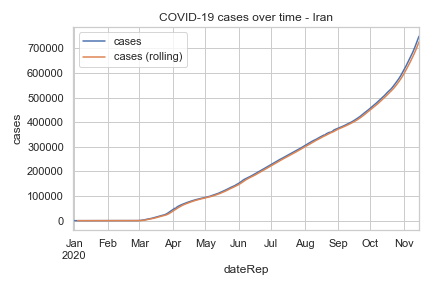 COVID-19 cases over time - Iran
cases
cases (rolling)
700000
600000
500000
400000
300000
200000
100000
0
cases
Jan Feb Mar Apr May Jun Jul Aug Sep Oct Nov
2020
dateRep